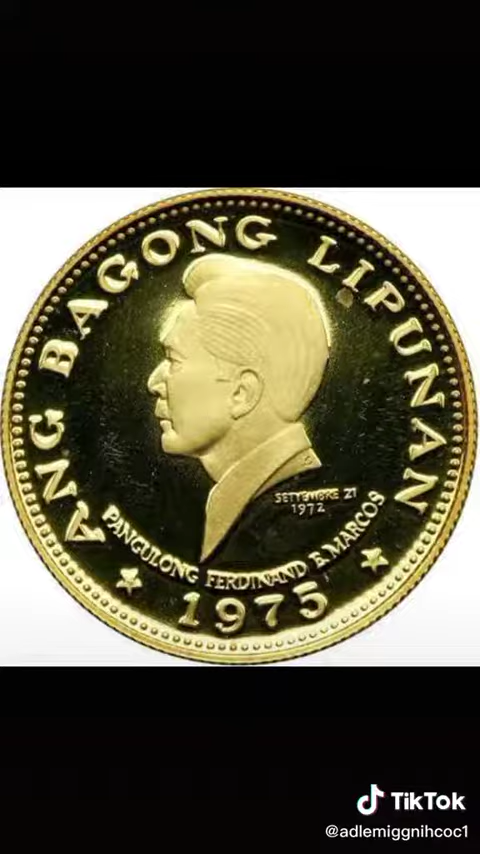 ANG BAGONG LIPUNAN
SETYEMBRE 21
1972
PANGULONG FERDINAND E. MARCOS
1975
TikTok
@adlemiggnihcoc1